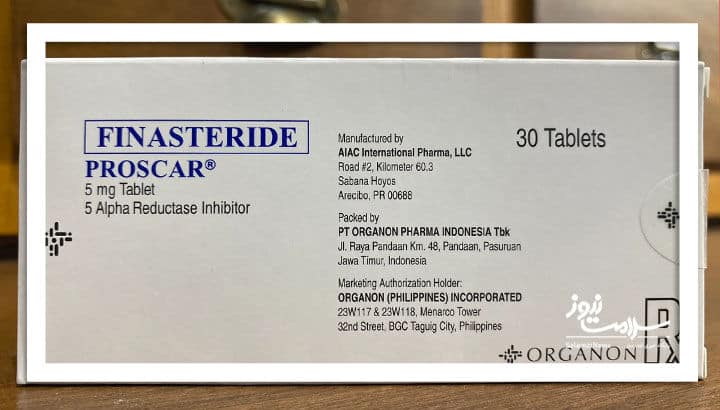 FINASTERIDE
PROSCAR®
5 mg Tablet
5 Alpha Reductase Inhibitor
Manufactured by
AIAC International Pharma, LLC
Road #2, Kilometer 60.3
Sabana Hoyos
Arecibo, PR 00688
Packed by
PT ORGANON PHARMA INDONESIA Tbk
Jl. Raya Pandaan Km. 48, Pandaan, Pasuruan
Jawa Timur, Indonesia
Marketing Authorization Holder:
ORGANON (PHILIPPINES) INCORPORATED
23W117 & 23W118, Menarco Tower
32nd Street, BGC Taguig City, Philippines
30 Tablets
سلامت نیوز
ORGANON
Rx